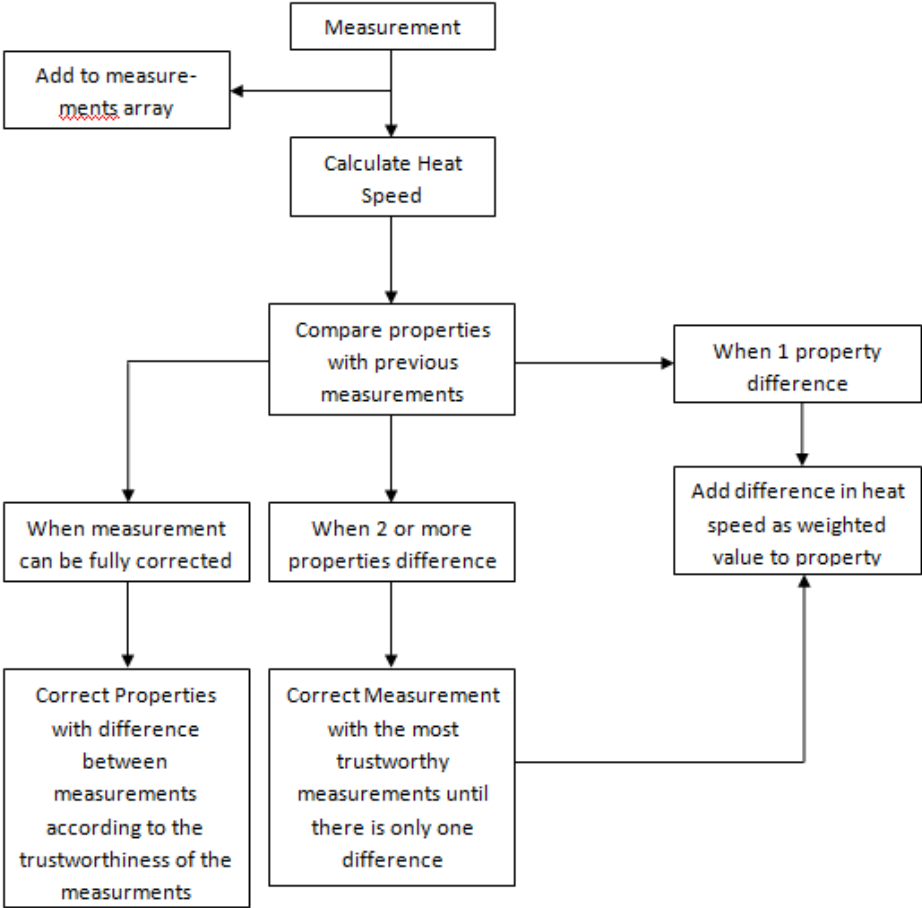 Measurement
Add to measure-
ments array
Calculate Heat
Speed
Compare properties
with previous
measurements
When 1 property
difference
Add difference in heat
speed as weighted
value to property
When measurement
can be fully corrected
When 2 or more
properties difference
Correct Properties
with difference
between
measurements
according to the
trustworthiness of the
measurments
Correct Measurement
with the most
trustworthy
measurements until
there is only one
difference